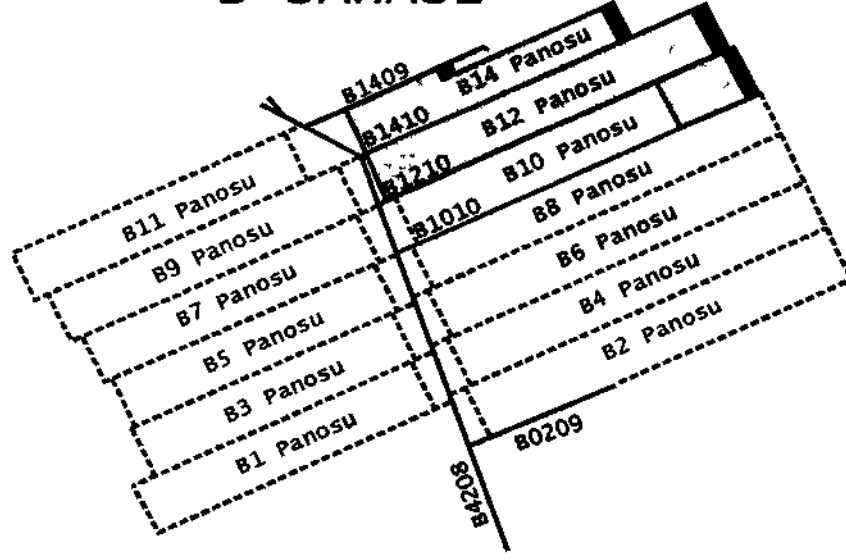 B1409
B14 Panosu
B1410
B12 Panosu
B1210
B10 Panosu
B1010
B8 Panosu
B6 Panosu
B4 Panosu
B2 Panosu
B0209
B4208
B11 Panosu
B9 Panosu
B7 Panosu
B5 Panosu
B3 Panosu
B1 Panosu